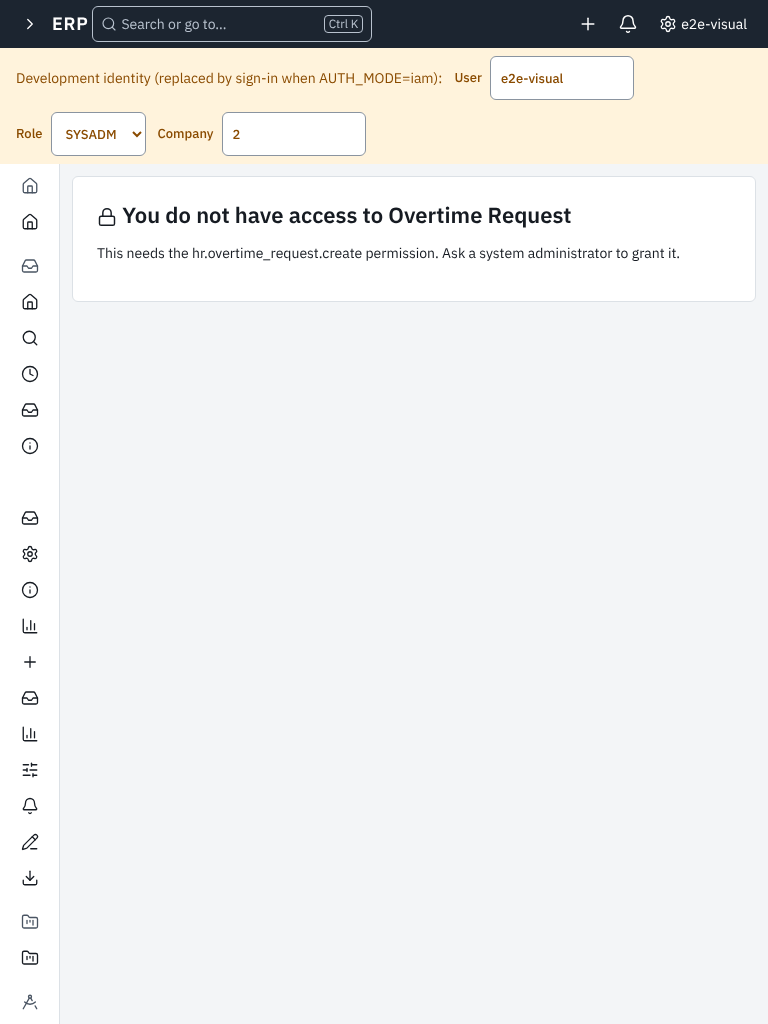 ERP Search or go to... Ctrl K e2e-visual
Development identity (replaced by sign-in when AUTH_MODE=iam): User e2e-visual
Role SYSADM Company 2
You do not have access to Overtime Request
This needs the hr.overtime_request.create permission. Ask a system administrator to grant it.